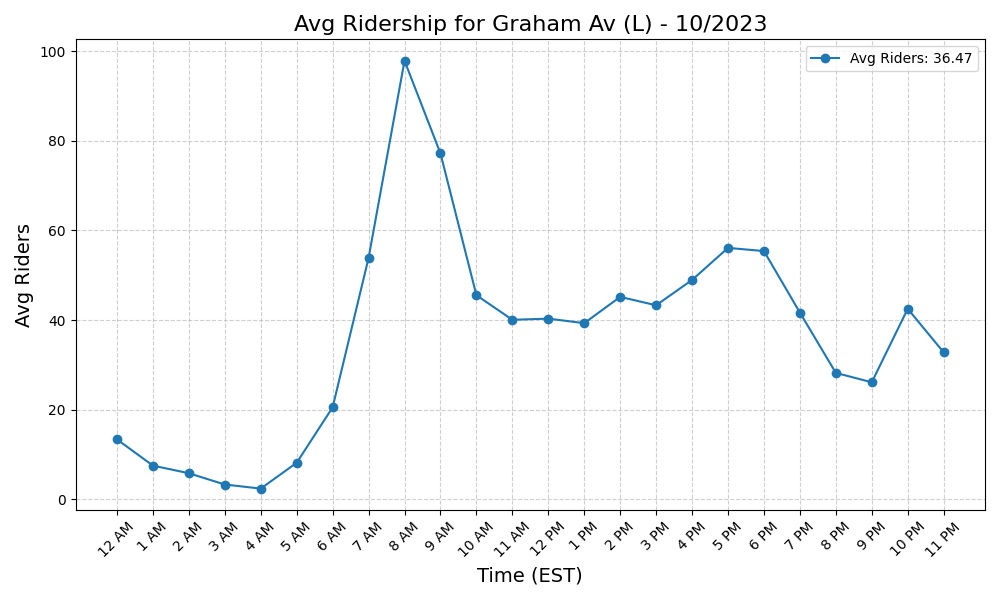 Avg Ridership for Graham Av (L) - 10/2023
Avg Riders: 36.47
Avg Riders
100
80
60
40
20
0
12 AM
1 AM
2 AM
3 AM
4 AM
5 AM
6 AM
7 AM
8 AM
9 AM
10 AM
11 AM
12 PM
1 PM
2 PM
3 PM
4 PM
5 PM
6 PM
7 PM
8 PM
9 PM
10 PM
11 PM
Time (EST)